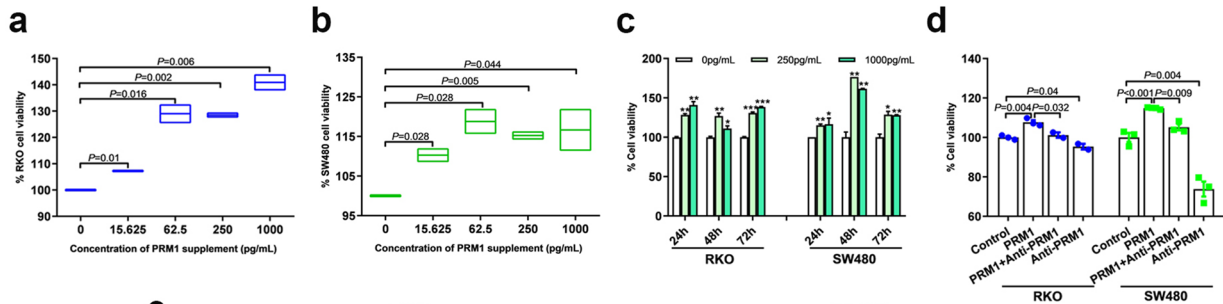 a
b
c
d
% RKO cell viability
150
140
130
120
110
100
90
P=0.006
P=0.002
P=0.016
P=0.01
0
15.625
62.5
250
1000
Concentration of PRM1 supplement (pg/mL)
% SW480 cell viability
135
125
115
105
95
P=0.044
P=0.005
P=0.028
P=0.028
0
15.625
62.5
250
1000
Concentration of PRM1 supplement (pg/mL)
% Cell viability
200
150
100
50
0
0pg/mL
250pg/mL
1000pg/mL
** ** ** * *** ***
** * ** ** * **
24h
48h
72h
24h
48h
72h
RKO
SW480
% Cell viability
120
100
80
60
P=0.04
P=0.004
P=0.032
P=0.004
P<0.001
P=0.009
Control
PRM1
PRM1+Anti-PRM1
Anti-PRM1
Control
PRM1
PRM1+Anti-PRM1
Anti-PRM1
RKO
SW480